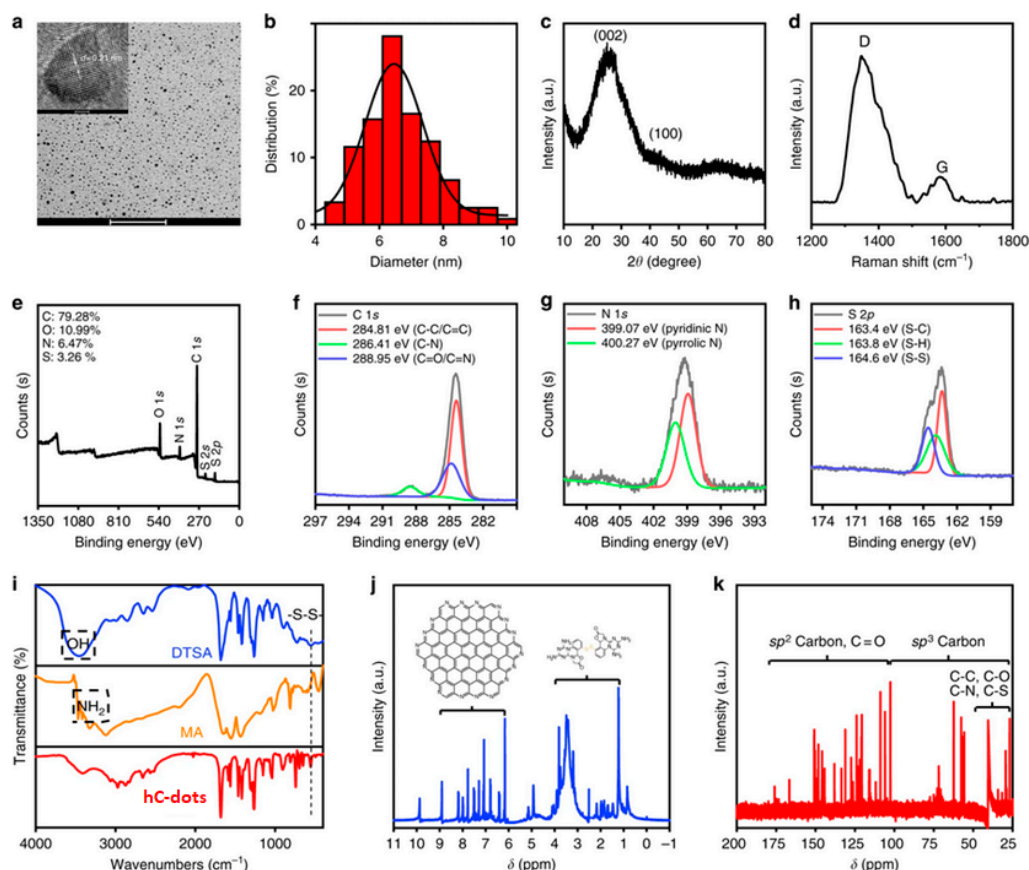 a
d=0.21 nm
b
Distribution (%)
20
10
0
4
6
8
10
Diameter (nm)
c
Intensity (a.u.)
(002)
(100)
10
20
30
40
50
60
70
80
2θ (degree)
d
Intensity (a.u.)
D
G
1200
1400
1600
1800
Raman shift (cm⁻¹)
e
C: 79.28%
O: 10.99%
N: 6.47%
S: 3.26 %
Counts (s)
O 1s
N 1s
C 1s
S 2s
S 2p
1350
1080
810
540
270
0
Binding energy (eV)
f
C 1s
284.81 eV (C-C/C=C)
286.41 eV (C-N)
288.95 eV (C=O/C=N)
Counts (s)
297
294
291
288
285
282
Binding energy (eV)
g
N 1s
399.07 eV (pyridinic N)
400.27 eV (pyrrolic N)
Counts (s)
408
405
402
399
396
393
Binding energy (eV)
h
S 2p
163.4 eV (S-C)
163.8 eV (S-H)
164.6 eV (S-S)
Counts (s)
174
171
168
165
162
159
Binding energy (eV)
i
Transmittance (%)
OH
DTSA
-S-S-
NH₂
MA
hC-dots
4000
3000
2000
1000
Wavenumbers (cm⁻¹)
j
Intensity (a.u.)
11
10
9
8
7
6
5
4
3
2
1
0
−1
δ (ppm)
k
Intensity (a.u.)
sp² Carbon, C=O
sp³ Carbon
C-C, C-O
C-N, C-S
200
175
150
125
100
75
50
25
δ (ppm)